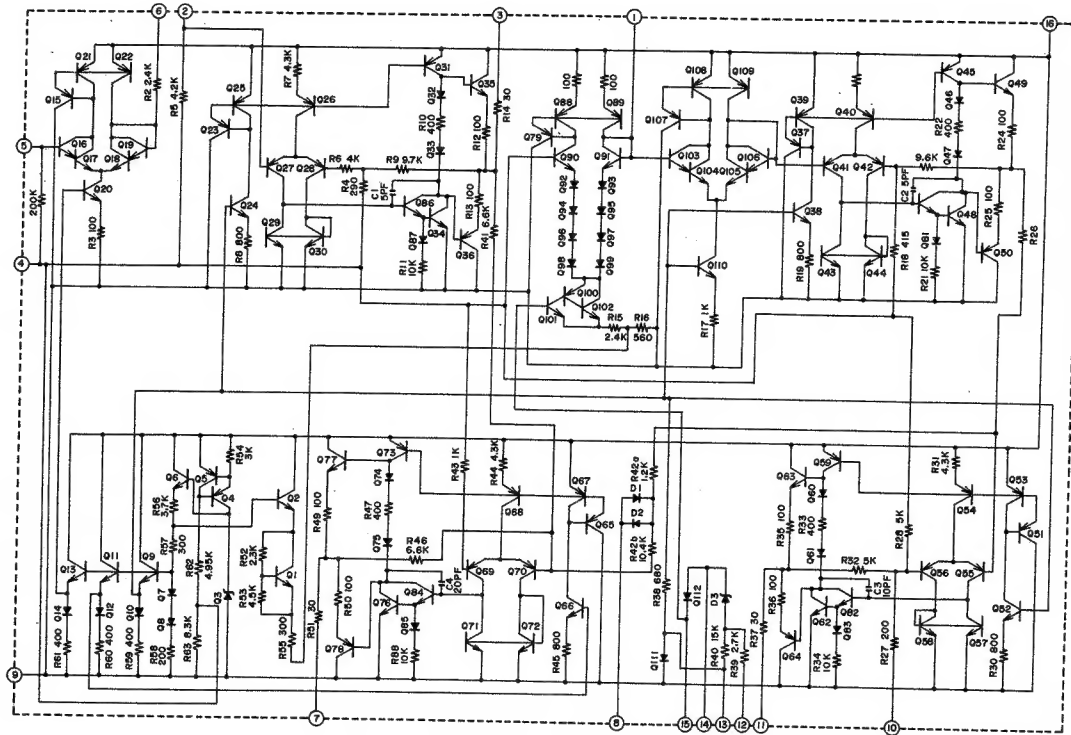 6
2
3
1
16
Q21
Q22
Q15
R2 2.4K
R5 4.2K
Q25
R7 4.3K
Q26
Q31
Q35
Q32
R10
400
Q33
R12 100
R14 30
100
100
Q88
Q89
Q79
Q108
Q109
Q107
Q39
Q37
Q40
Q45
Q46
Q49
R22
400
Q47
R24 100
5
Q16
Q17
Q18
Q19
Q23
Q20
200K
R3 100
Q24
R8 800
Q27
Q28
R6 4K
R4
290
R9 9.7K
C1
5PF
Q29
Q30
Q86
Q87
Q34
R11
10K
Q36
R13 100
R41 6.6K
Q90
Q91
Q92
Q93
Q94
Q95
Q96
Q97
Q98
Q99
Q100
Q101
Q102
R15
2.4K
R16
560
Q103
Q104
Q105
Q106
Q110
R17 1K
Q38
R19 800
Q41
Q42
9.6K
C2 5PF
Q43
Q44
R18 415
Q48
Q81
R21 10K
R25 100
Q50
R26
4
Q6
Q5
R54
3K
Q4
Q2
R56
3.7K
R57
300
R62
4.95K
R52
2.3K
Q1
R53
4.5K
R55 300
Q3
R63 8.3K
Q13
Q11
Q9
Q14
Q12
Q10
Q7
Q8
R61 400
R60 400
R59 400
R58
200
9
Q77
Q73
Q74
R47
400
Q75
R49 100
R46
6.8K
R43 1K
R44 4.3K
Q68
Q67
Q65
R42a
1.2K
D1
D2
R42b
10.4K
R51 30
R50 100
Q76
Q84
C4
20PF
Q69
Q70
Q66
Q78
Q85
R88
10K
Q71
Q72
R45 800
R38 680
Q111
Q112
D3
R40 15K
R39 2.7K
R37 30
Q63
Q59
Q60
R33
400
Q61
R35 100
R32 5K
R28 5K
R31
4.3K
Q54
Q53
Q51
R36 100
Q64
Q62
Q82
Q83
R34
10K
C3
10PF
R27 200
Q56
Q55
Q58
Q57
Q52
R30 800
7
8
15
14
13
12
11
10